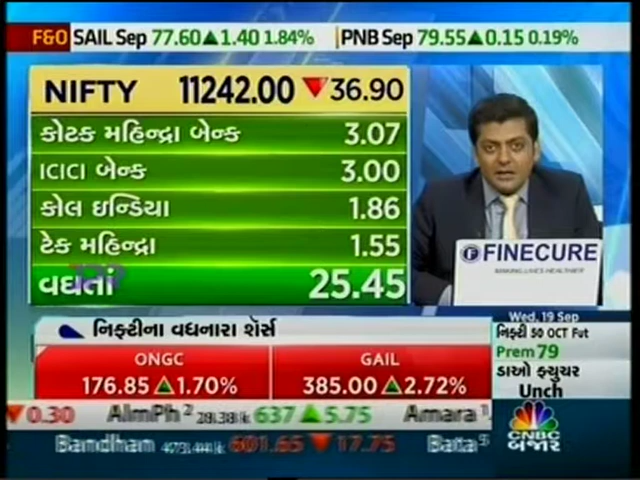 F&O SAIL Sep 77.60▲1.40 1.84% PNB Sep 79.55▲0.15 0.19%
NIFTY 11242.00 ▼36.90
કોટક મહિન્દ્રા બેન્ક 3.07
ICICI બેન્ક 3.00
કોલ ઇન્ડિયા 1.86
ટેક મહિન્દ્રા 1.55
વધતાં 25.45
FINECURE
MAKING LIVES HEALTHIER
Wed, 19 Sep
નિફ્ટીના વધનારા શૅર્સ
નિફ્ટી 50 OCT Fut
Prem 79
ONGC GAIL
ડાઓ ફ્યુચર
176.85▲1.70% 385.00▲2.72%
Unch
▼0.30 AlmPh 2 28.38k 637▲5.75 Amara
CNBC
બજાર
Bandham 601.65▼17.75 Bata